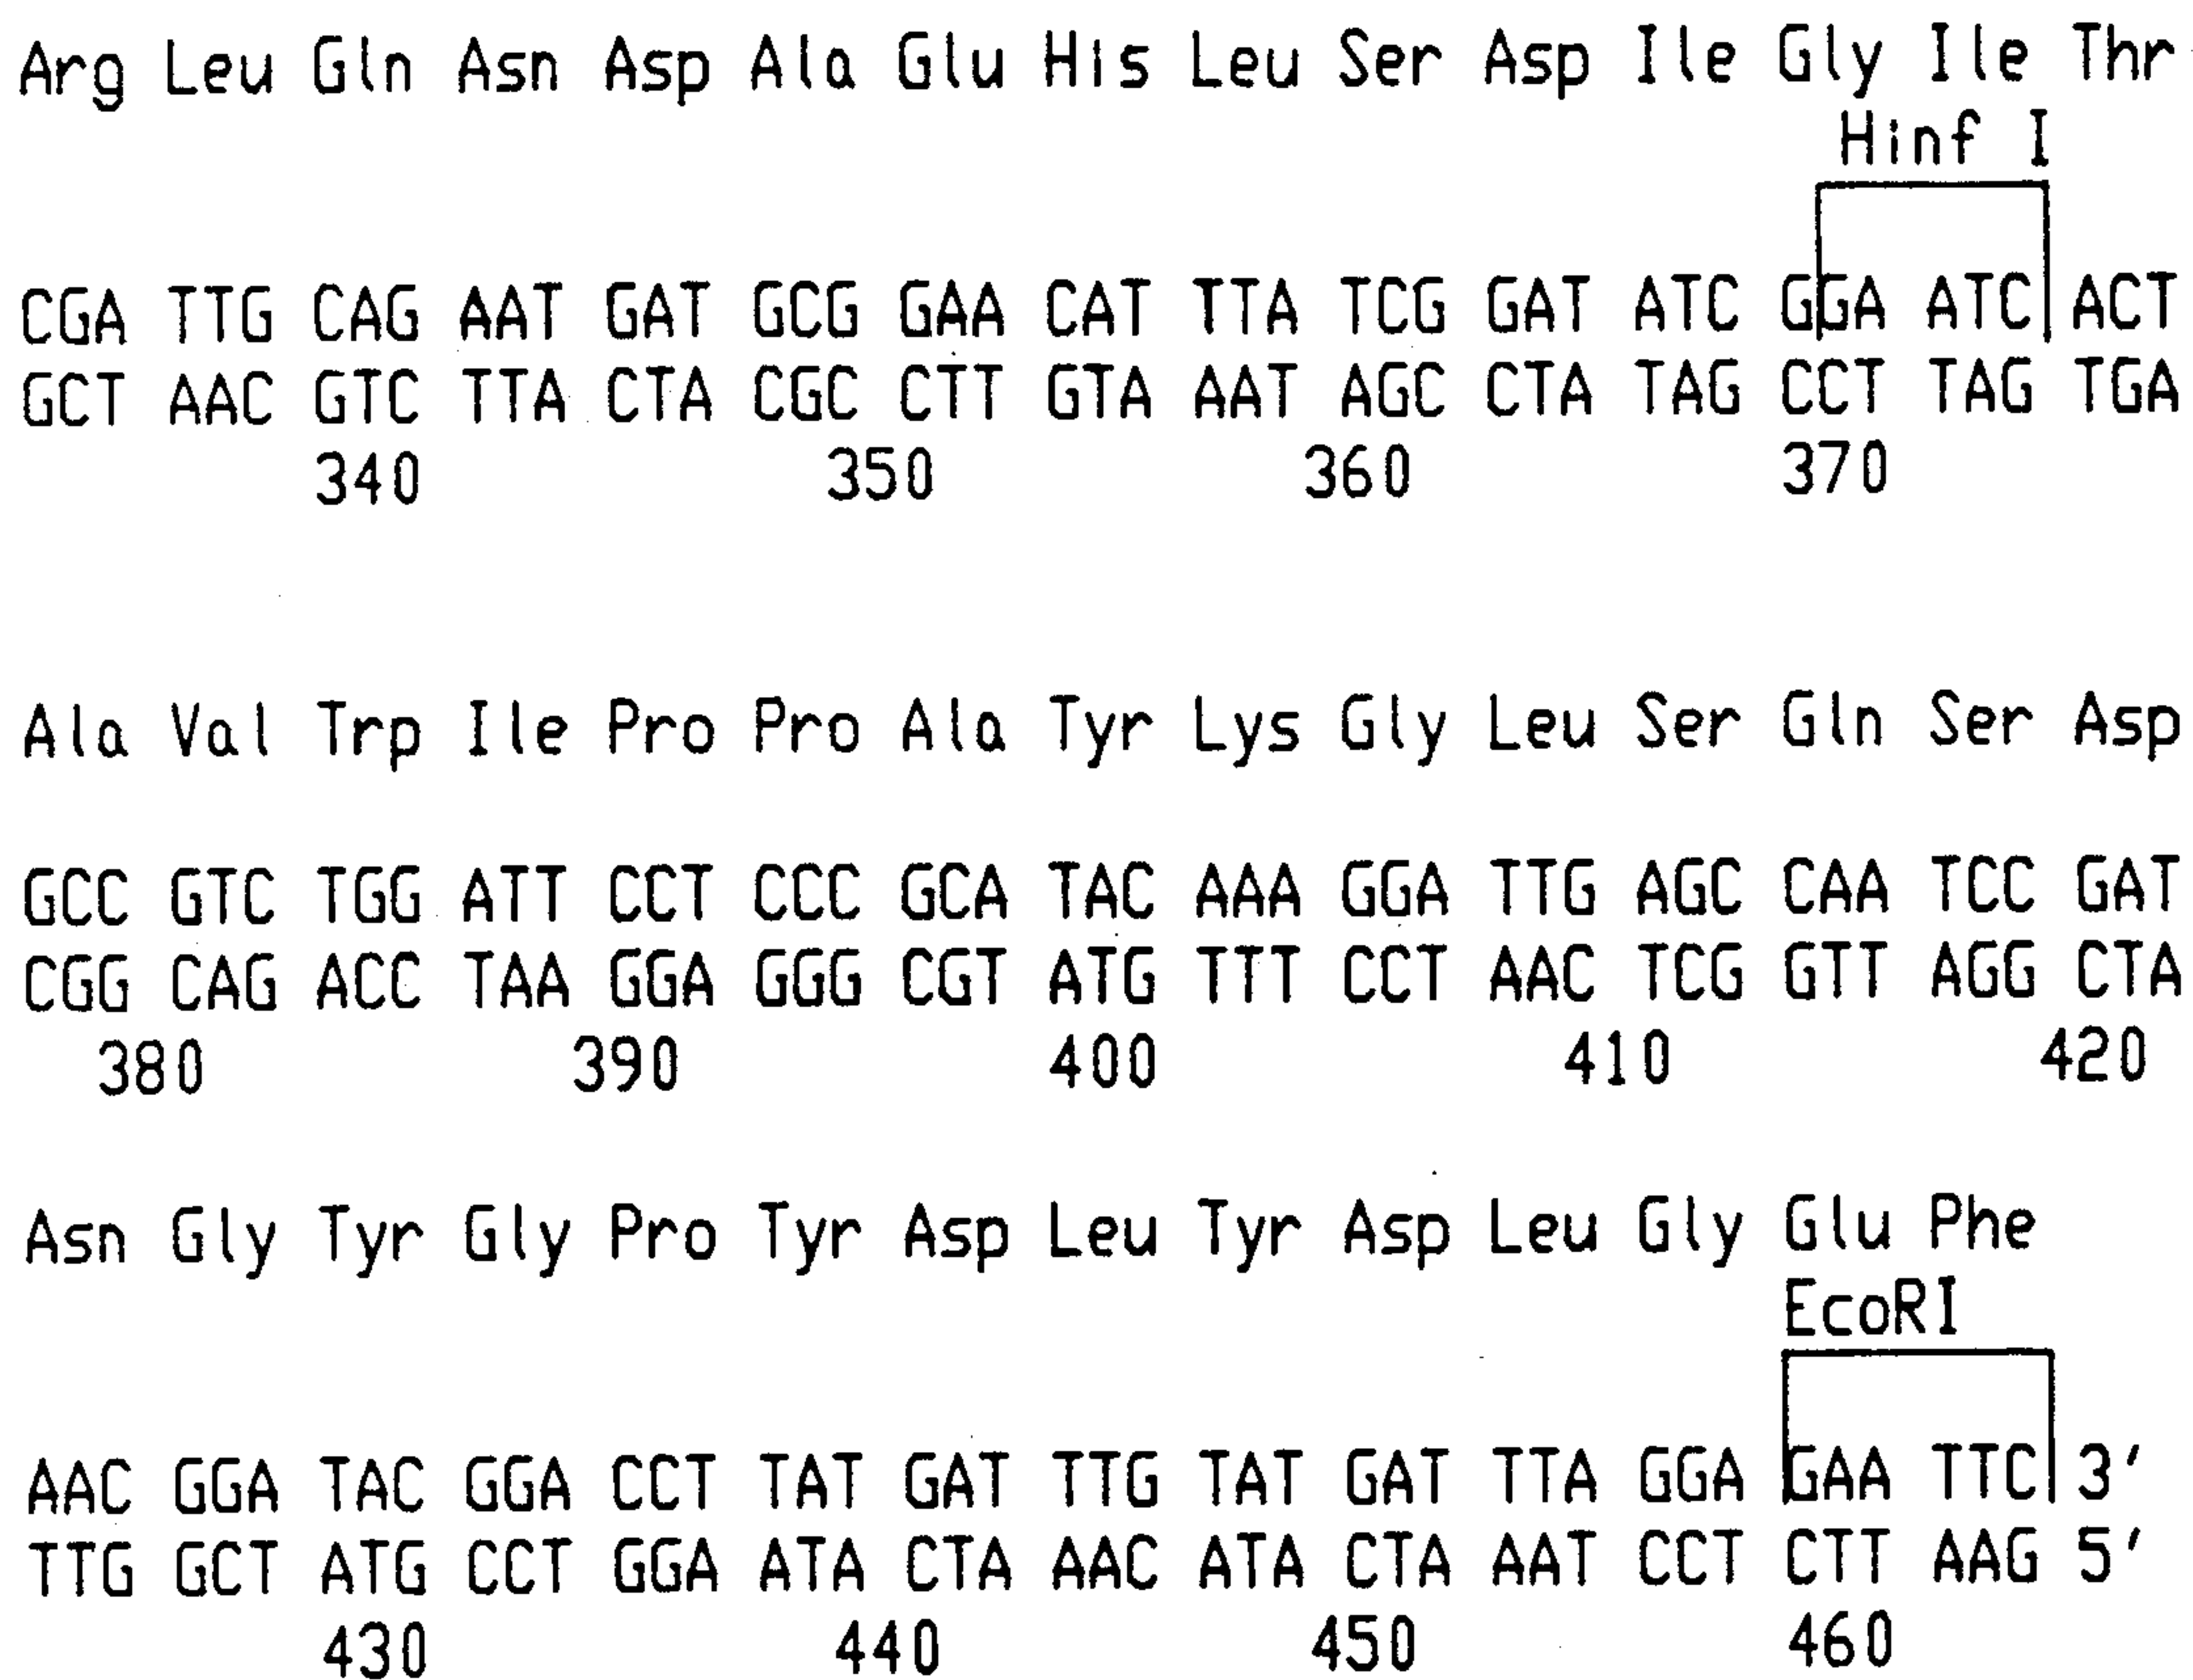 Arg Leu Gln Asn Asp Ala Glu His Leu Ser Asp Ile Gly Ile Thr
Hinf I
CGA TTG CAG AAT GAT GCG GAA CAT TTA TCG GAT ATC GGA ATC ACT
GCT AAC GTC TTA CTA CGC CTT GTA AAT AGC CTA TAG CCT TAG TGA
340 350 360 370
Ala Val Trp Ile Pro Pro Ala Tyr Lys Gly Leu Ser Gln Ser Asp
GCC GTC TGG ATT CCT CCC GCA TAC AAA GGA TTG AGC CAA TCC GAT
CGG CAG ACC TAA GGA GGG CGT ATG TTT CCT AAC TCG GTT AGG CTA
380 390 400 410 420
Asn Gly Tyr Gly Pro Tyr Asp Leu Tyr Asp Leu Gly Glu Phe
EcoRI
AAC GGA TAC GGA CCT TAT GAT TTG TAT GAT TTA GGA GAA TTC 3'
TTG GCT ATG CCT GGA ATA CTA AAC ATA CTA AAT CCT CTT AAG 5'
430 440 450 460